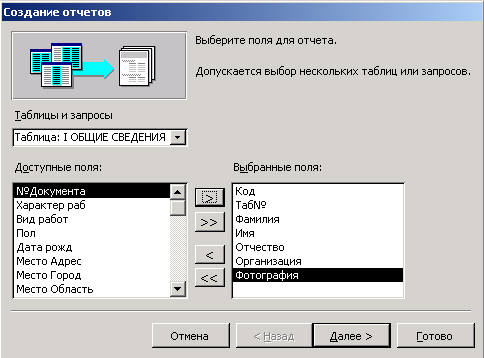 Создание отчетов
Выберите поля для отчета.
Допускается выбор нескольких таблиц или запросов.
Таблицы и запросы
Таблица: I ОБЩИЕ СВЕДЕНИЯ
Доступные поля:
№Документа
Характер раб
Вид работ
Пол
Дата рожд
Место Адрес
Место Город
Место Область
>
>>
<
<<
Выбранные поля:
Код
Таб№
Фамилия
Имя
Отчество
Организация
Фотография
Отмена
< Назад
Далее >
Готово